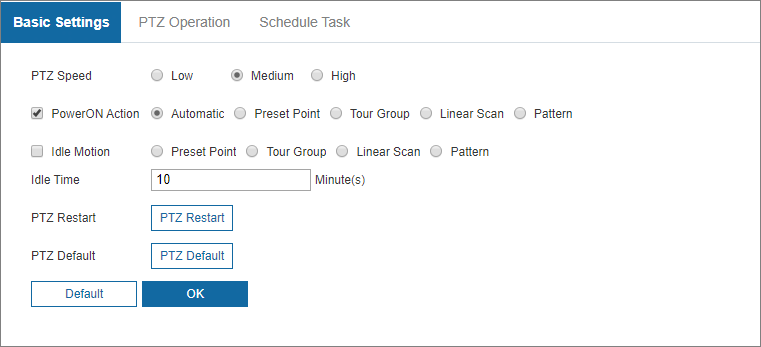 Basic Settings PTZ Operation Schedule Task
PTZ Speed Low Medium High
PowerON Action Automatic Preset Point Tour Group Linear Scan Pattern
Idle Motion Preset Point Tour Group Linear Scan Pattern
Idle Time 10 Minute(s)
PTZ Restart PTZ Restart
PTZ Default PTZ Default
Default OK